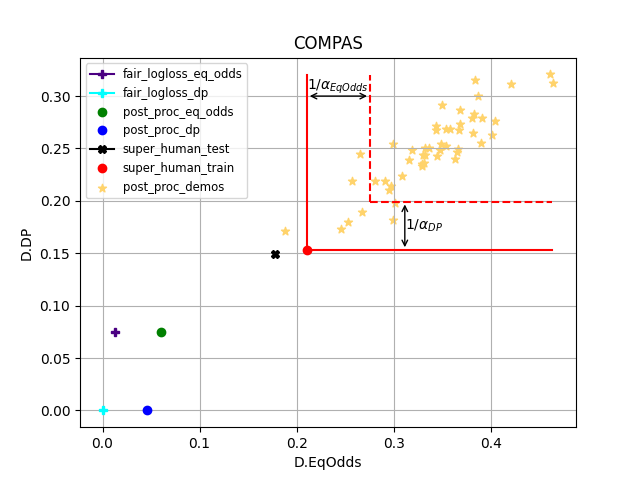 COMPAS
fair_logloss_eq_odds
fair_logloss_dp
post_proc_eq_odds
post_proc_dp
super_human_test
super_human_train
post_proc_demos
1/α_EqOdds
1/α_DP
D.DP
0.30
0.25
0.20
0.15
0.10
0.05
0.00
0.0 0.1 0.2 0.3 0.4
D.EqOdds